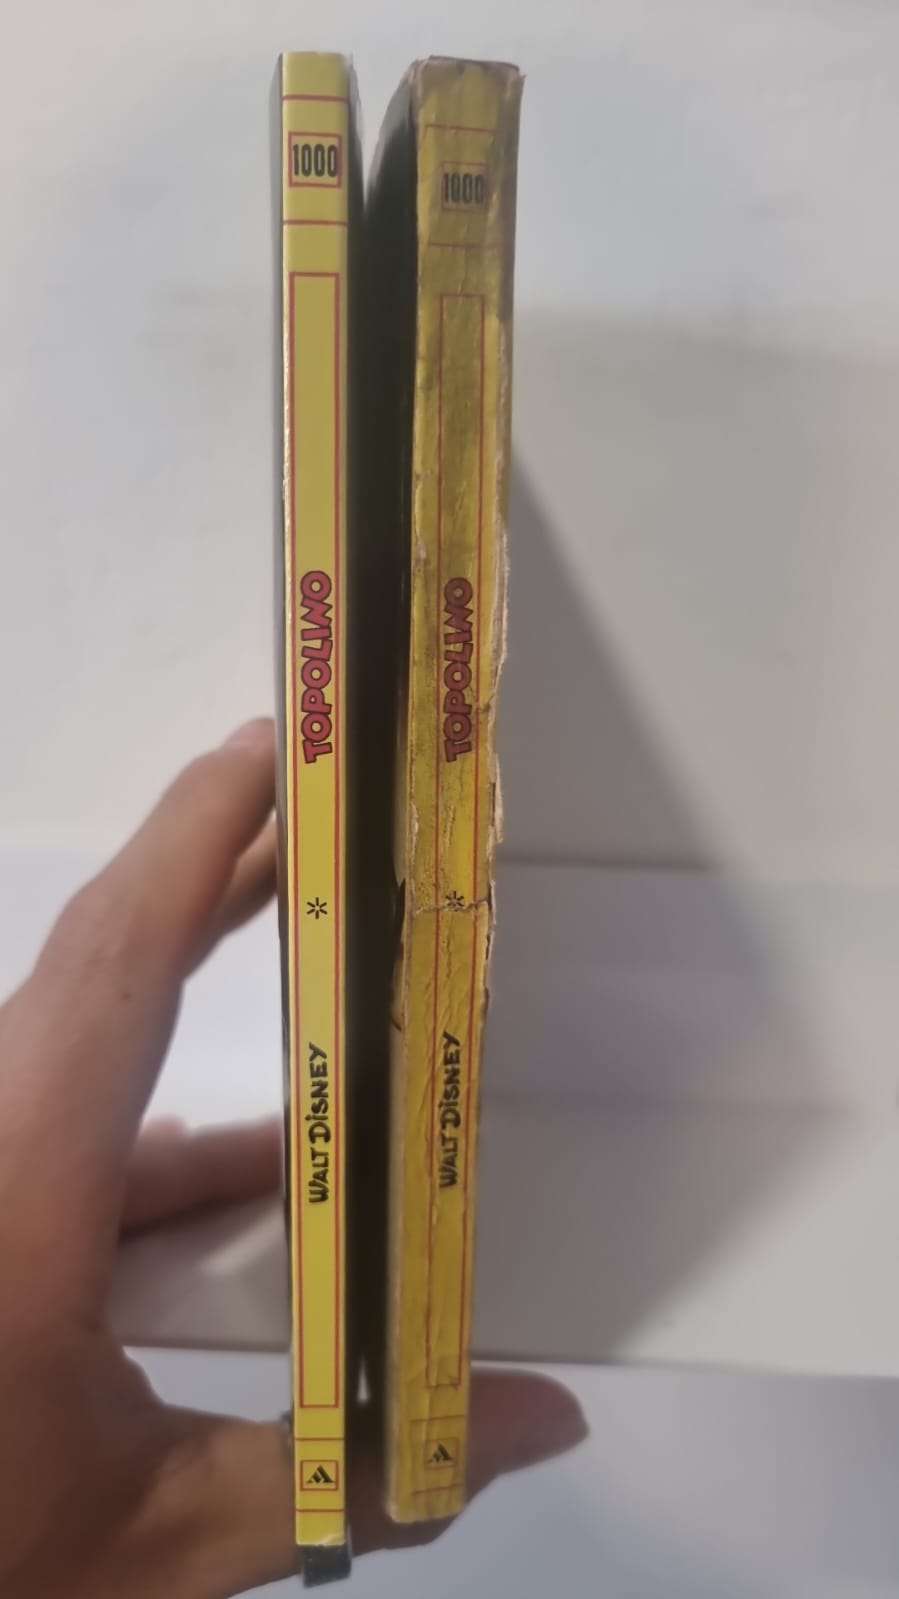 1000
TOPOLINO
WALT DISNEY
1000
TOPOLINO
WALT DISNEY